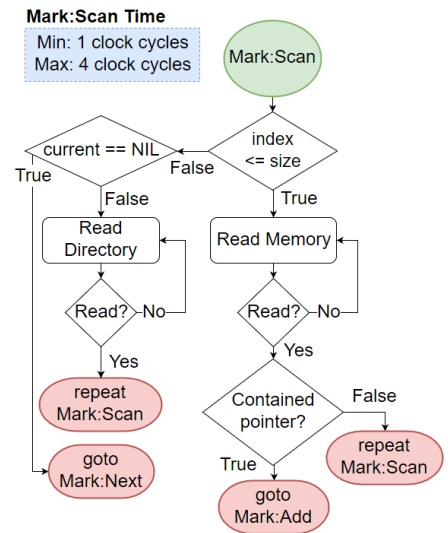 Mark:Scan Time
Min: 1 clock cycles
Max: 4 clock cycles
Mark:Scan
index
<= size
current == NIL
False
True
False
True
Read
Directory
Read Memory
Read?
No
Read?
No
Yes
Yes
repeat
Mark:Scan
Contained
pointer?
False
repeat
Mark:Scan
True
goto
Mark:Next
goto
Mark:Add